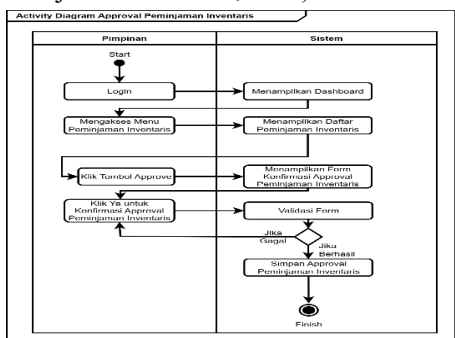 Activity Diagram Approval Peminjaman Inventaris
Pimpinan
Sistem
Start
Login
Menampilkan Dashboard
Mengakses Menu
Peminjaman Inventaris
Menampilkan Daftar
Peminjaman Inventaris
Klik Tombol Approve
Menampilkan Form
Konfirmasi Approval
Peminjaman Inventaris
Klik Ya untuk
Konfirmasi Approval
Peminjaman Inventaris
Validasi Form
Jika
Gagal
Jika
Berhasil
Simpan Approval
Peminjaman Inventaris
Finish